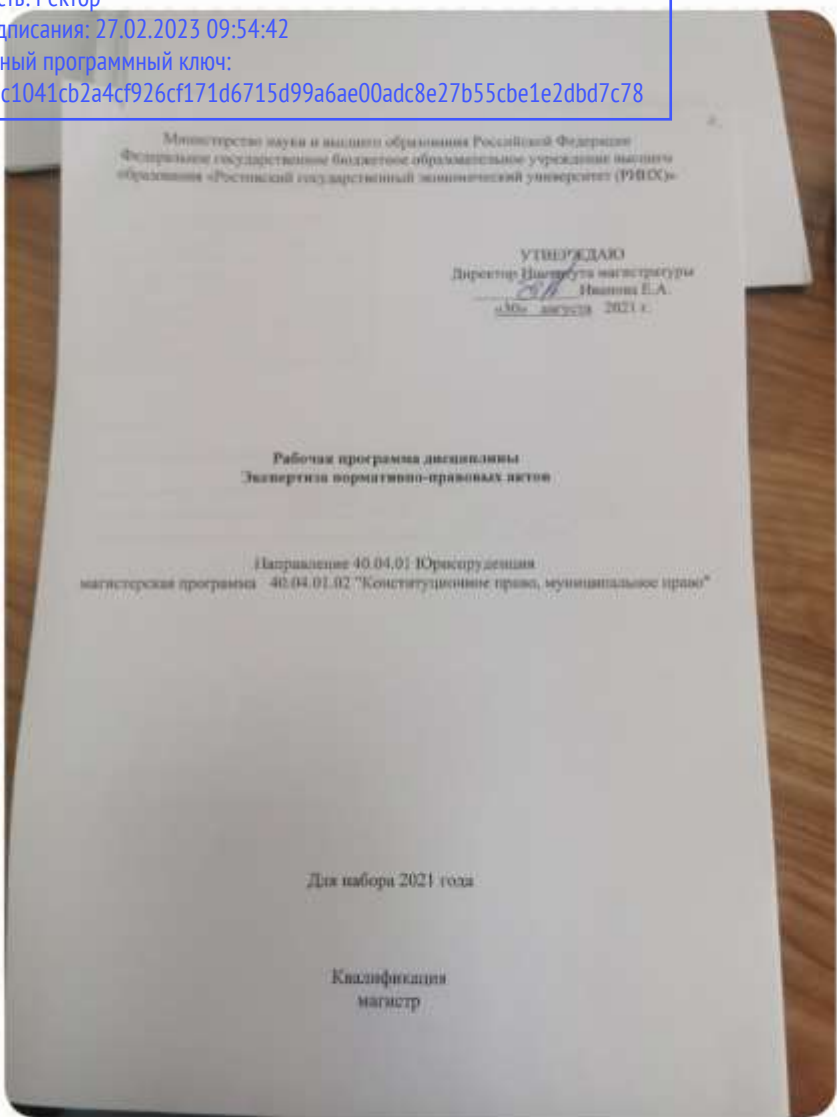 сть: Ректор
дписания: 27.02.2023 09:54:42
ный программный ключ:
c1041cb2a4cf926cf171d6715d99a6ae00adc8e27b55cbe1e2dbd7c78
Министерство науки и высшего образования Российской Федерации
Федеральное государственное бюджетное образовательное учреждение высшего
образования «Ростовский государственный экономический университет (РИНХ)»
УТВЕРЖДАЮ
Директор Института магистратуры
Иванова Е.А.
«30» августа 2021 г.
Рабочая программа дисциплины
Экспертиза нормативно-правовых актов
Направление 40.04.01 Юриспруденция
магистерская программа 40.04.01.02 "Конституционное право, муниципальное право"
Для набора 2021 года
Квалификация
магистр